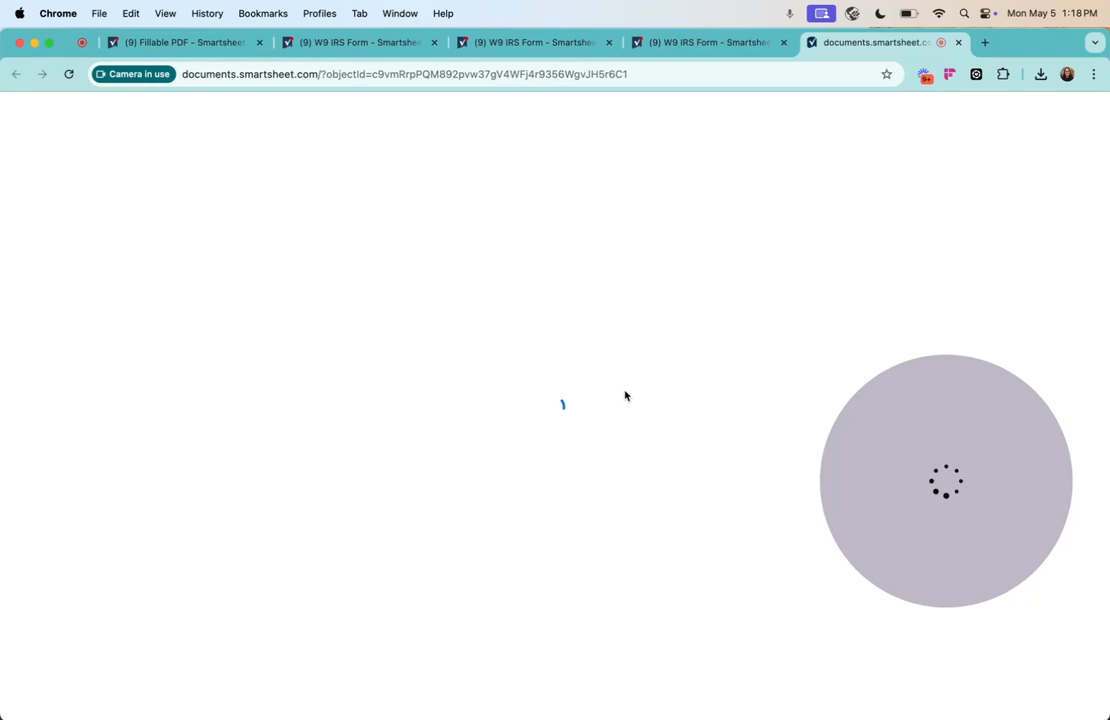 Chrome File Edit View History Bookmarks Profiles Tab Window Help Mon May 5 1:18 PM
(9) Fillable PDF - Smartsheet (9) W9 IRS Form - Smartshe (9) W9 IRS Form - Smartshe (9) W9 IRS Form - Smartshe documents.smartsheet.c
Camera in use documents.smartsheet.com/?objectId=c9vmRrpPQM892pvw37gV4WFj4r9356WgvJH5r6C1 9+